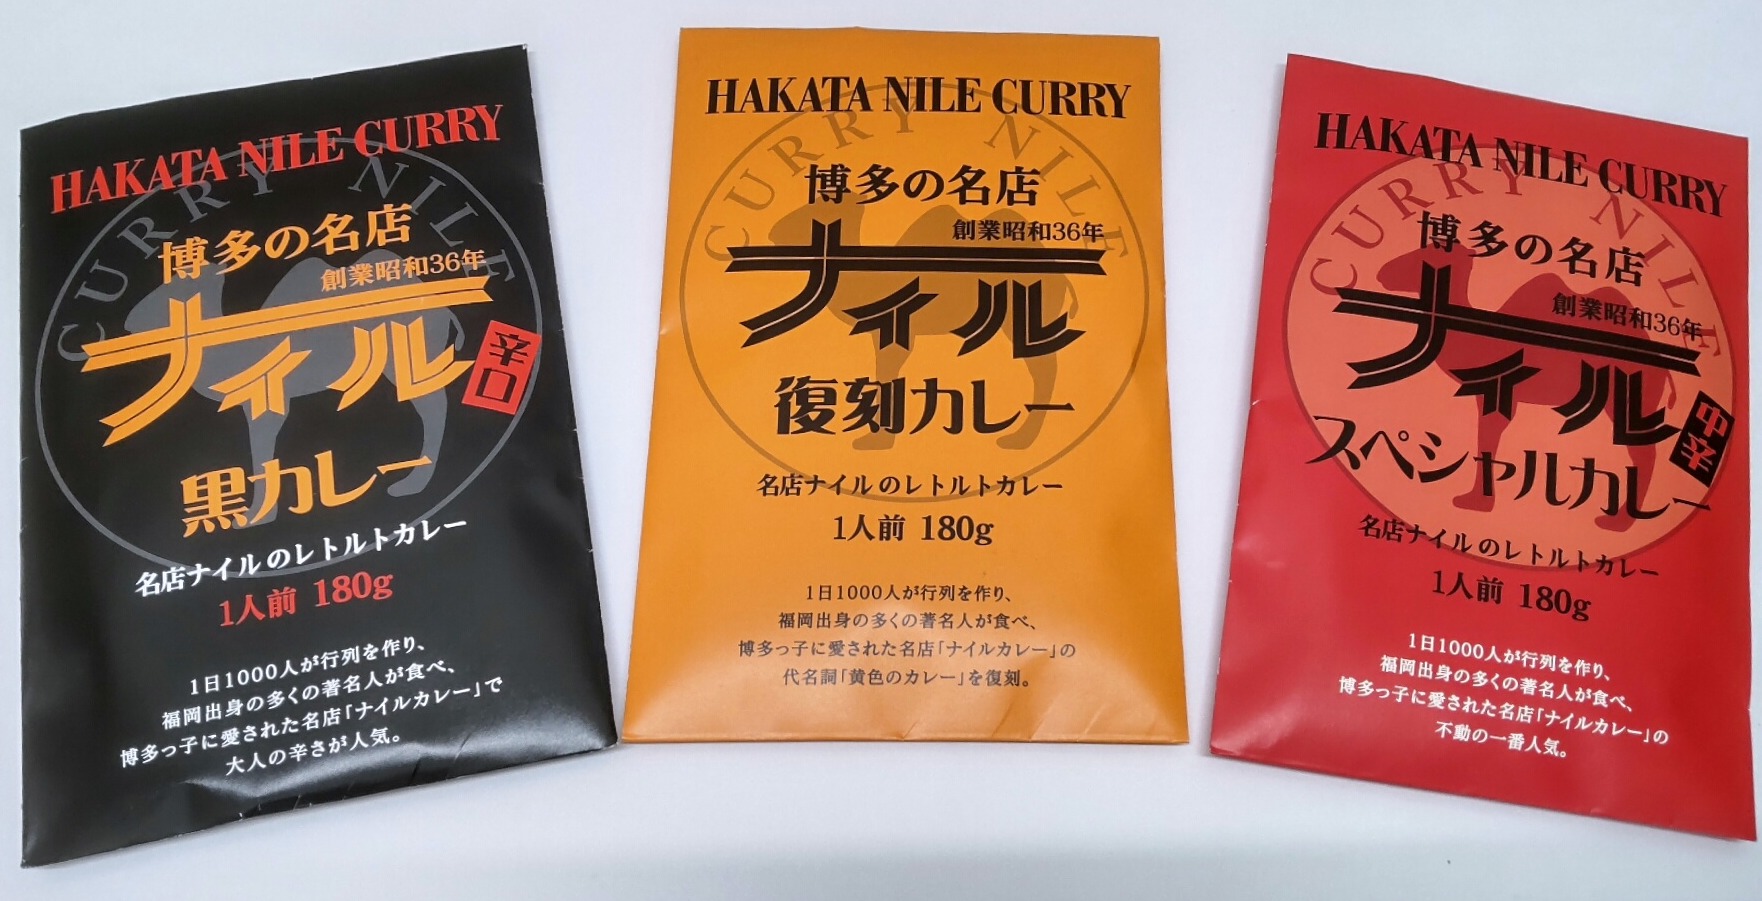 HAKATA NILE CURRY
CURRY NILE
博多の名店
創業昭和36年
ナイル
辛口
黒カレー
名店ナイルのレトルトカレー
1人前 180g
1日1000人が行列を作り、
福岡出身の多くの著名人が食べ、
博多っ子に愛された名店「ナイルカレー」で
大人の辛さが人気。
HAKATA NILE CURRY
CURRY NILE
博多の名店
創業昭和36年
ナイル
復刻カレー
名店ナイルのレトルトカレー
1人前 180g
1日1000人が行列を作り、
福岡出身の多くの著名人が食べ、
博多っ子に愛された名店「ナイルカレー」の
代名詞「黄色のカレー」を復刻。
HAKATA NILE CURRY
CURRY NILE
博多の名店
創業昭和36年
ナイル
中辛
スペシャルカレー
名店ナイルのレトルトカレー
1人前 180g
1日1000人が行列を作り、
福岡出身の多くの著名人が食べ、
博多っ子に愛された名店「ナイルカレー」の
不動の一番人気。